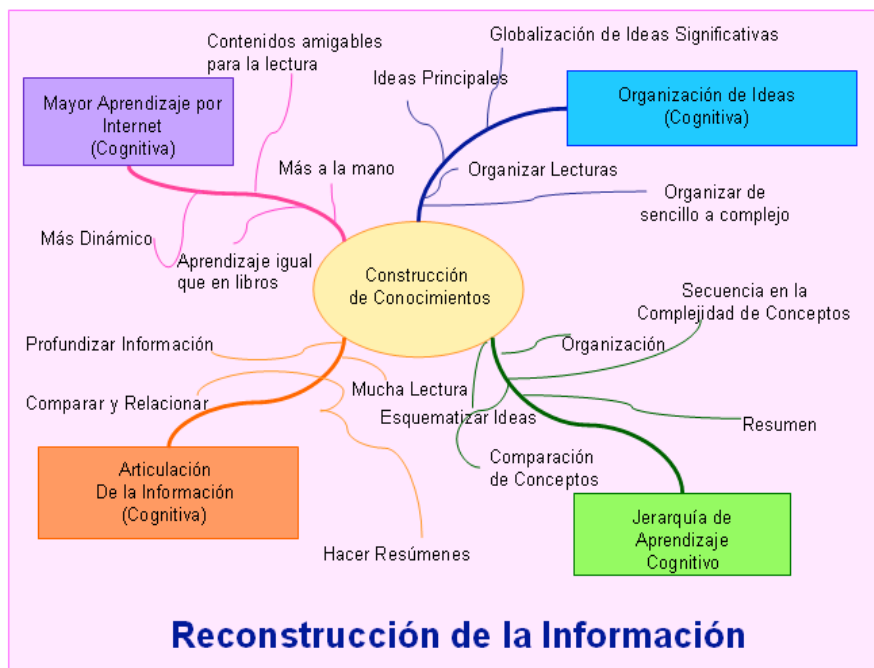 Contenidos amigables
para la lectura
Globalización de Ideas Significativas
Ideas Principales
Mayor Aprendizaje por
Internet
(Cognitiva)
Organización de Ideas
(Cognitiva)
Más a la mano
Organizar Lecturas
Organizar de
sencillo a complejo
Más Dinámico
Aprendizaje igual
que en libros
Construcción
de Conocimientos
Secuencia en la
Complejidad de Conceptos
Profundizar Información
Organización
Mucha Lectura
Comparar y Relacionar
Esquematizar Ideas
Resumen
Articulación
De la Información
(Cognitiva)
Comparación
de Conceptos
Hacer Resúmenes
Jerarquía de
Aprendizaje
Cognitivo
Reconstrucción de la Información